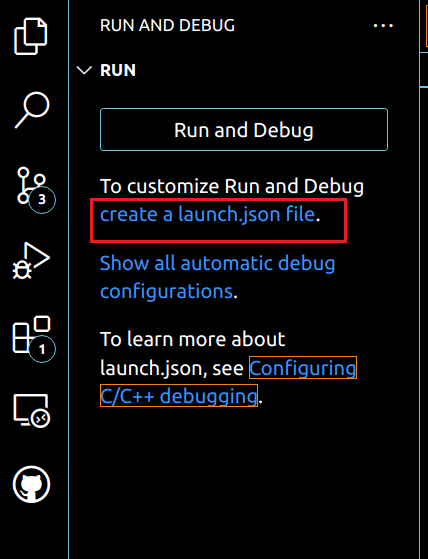 RUN AND DEBUG ···
RUN
Run and Debug
To customize Run and Debug
create a launch.json file.
3
Show all automatic debug
configurations.
To learn more about
launch.json, see Configuring
C/C++ debugging.
1